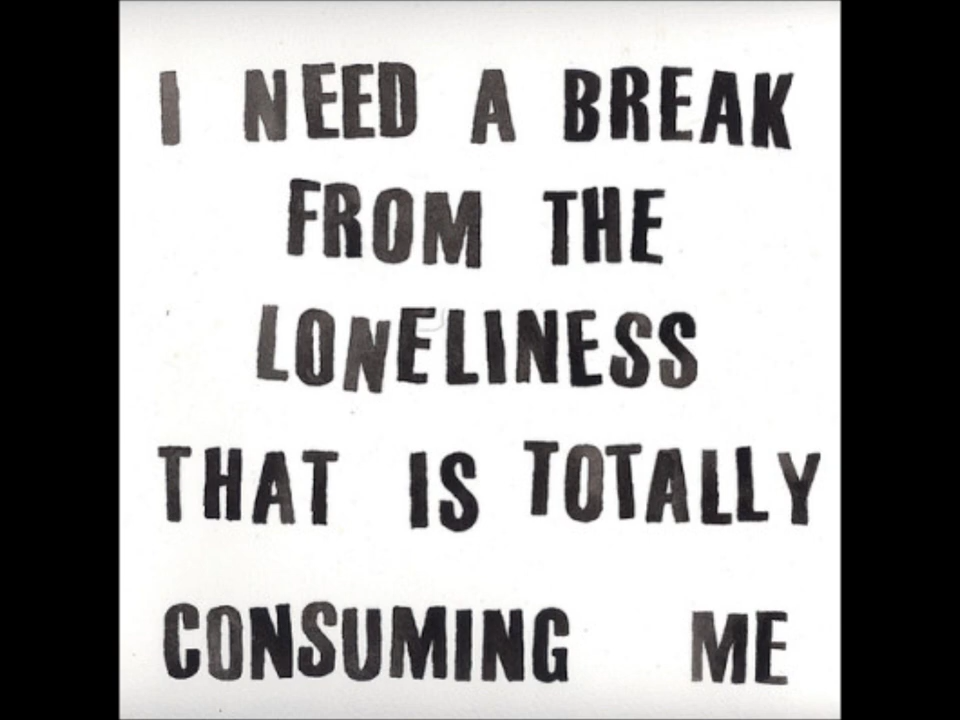 I NEED A BREAK
FROM THE
LONELINESS
THAT IS TOTALLY
CONSUMING ME